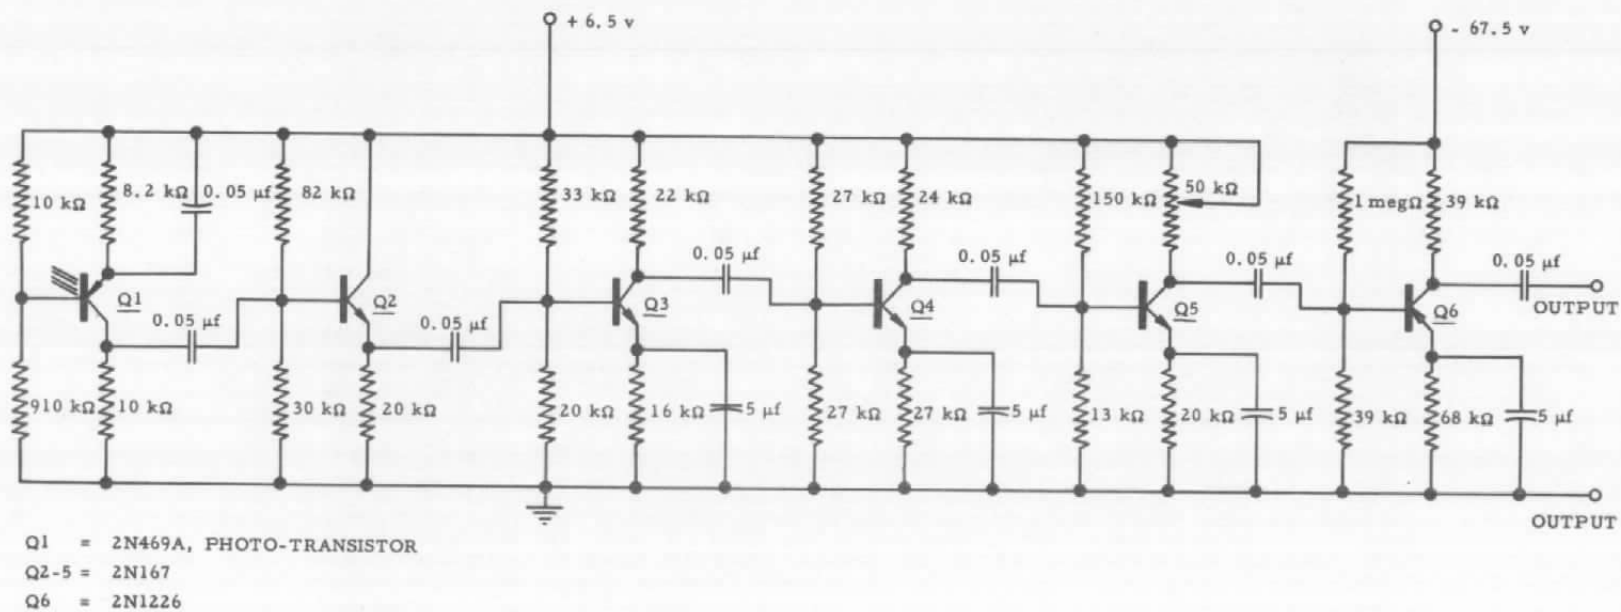 + 6.5 v
- 67.5 v
10 kΩ
8.2 kΩ
0.05 μf
82 kΩ
33 kΩ
22 kΩ
27 kΩ
24 kΩ
150 kΩ
50 kΩ
1 megΩ
39 kΩ
0.05 μf
0.05 μf
0.05 μf
0.05 μf
Q1
Q2
Q3
Q4
Q5
Q6
OUTPUT
0.05 μf
0.05 μf
910 kΩ
10 kΩ
30 kΩ
20 kΩ
20 kΩ
16 kΩ
5 μf
27 kΩ
27 kΩ
5 μf
13 kΩ
20 kΩ
5 μf
39 kΩ
68 kΩ
5 μf
OUTPUT
Q1 = 2N469A, PHOTO-TRANSISTOR
Q2-5 = 2N167
Q6 = 2N1226